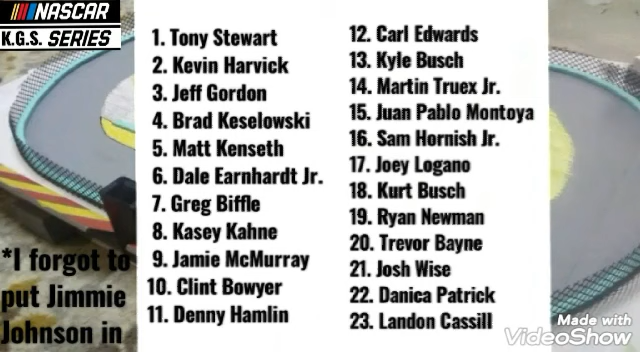 NASCAR
K.G.S. SERIES
1. Tony Stewart
2. Kevin Harvick
3. Jeff Gordon
4. Brad Keselowski
5. Matt Kenseth
6. Dale Earnhardt Jr.
7. Greg Biffle
8. Kasey Kahne
9. Jamie McMurray
10. Clint Bowyer
11. Denny Hamlin
12. Carl Edwards
13. Kyle Busch
14. Martin Truex Jr.
15. Juan Pablo Montoya
16. Sam Hornish Jr.
17. Joey Logano
18. Kurt Busch
19. Ryan Newman
20. Trevor Bayne
21. Josh Wise
22. Danica Patrick
23. Landon Cassill
*I forgot to
put Jimmie
Johnson in
Made with
VideoShow